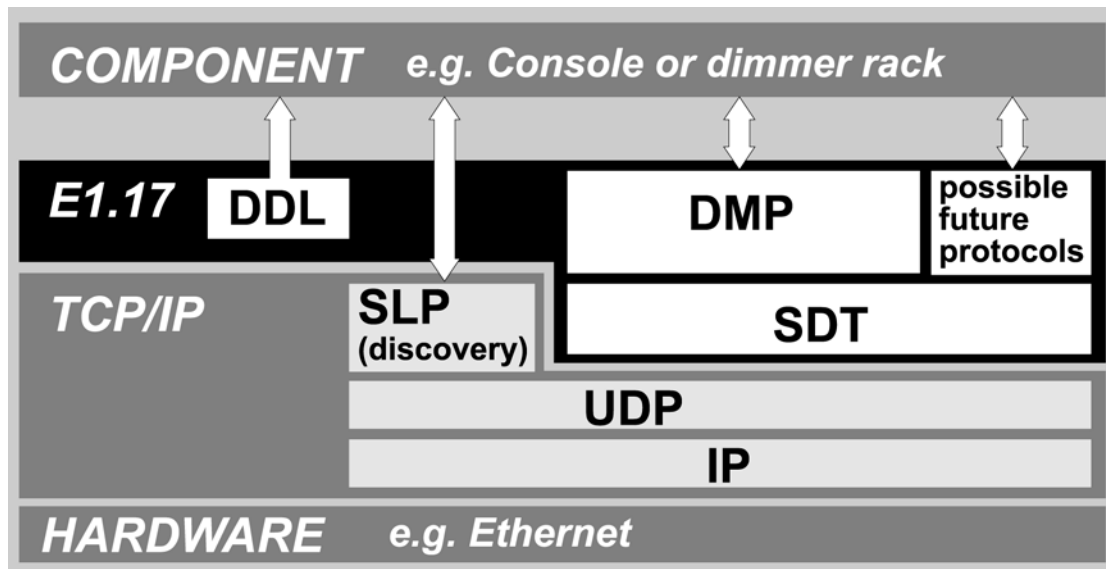 COMPONENT e.g. Console or dimmer rack
E1.17
DDL
DMP
possible
future
protocols
TCP/IP
SLP
(discovery)
SDT
UDP
IP
HARDWARE e.g. Ethernet